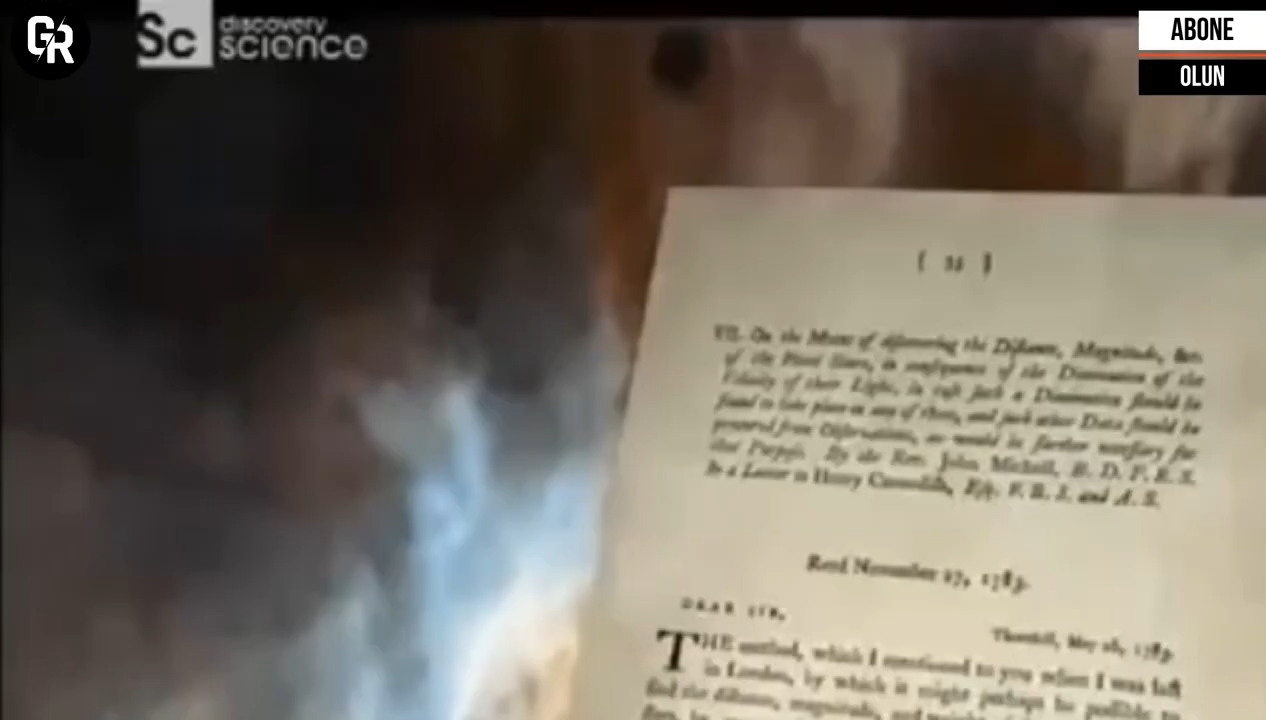 GR
Sc discovery
science
ABONE
OLUN
[ 35 ]
VII. On the Means of discovering the Distance, Magnitude, &c.
of the Fixed Stars, in consequence of the Diminution of the
Velocity of their Light, in case such a Diminution should be
found to take place in any of them, and such other Data should be
procured from Observations, as would be farther necessary for
that Purpose. By the Rev. John Michell, B. D. F. R. S.
In a Letter to Henry Cavendish, Esq. F. R. S. and A. S.
Read November 27, 1783.
DEAR SIR,
Thornhill, May 26, 1783.
THE method, which I mentioned to you when I was last
in London, by which it might perhaps be possible to
find the distance, magnitude, and weight